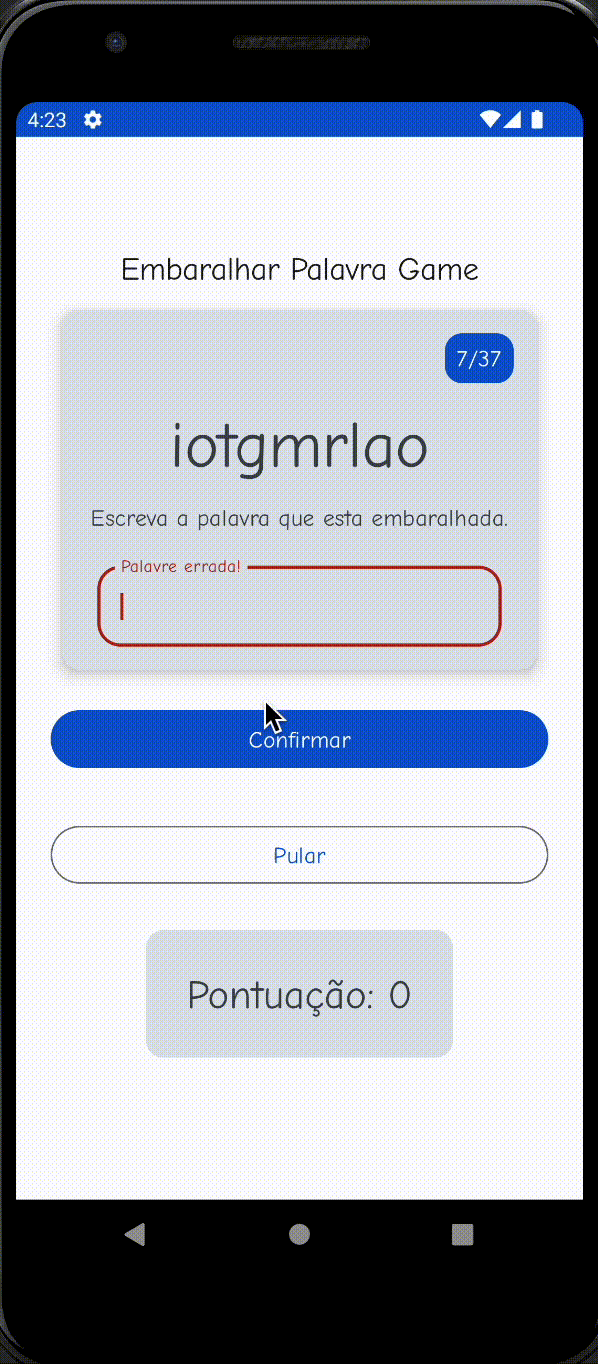 4:23
Embaralhar Palavra Game
7/37
iotgmrlao
Escreva a palavra que esta embaralhada.
Palavre errada!
Confirmar
Pular
Pontuação: 0